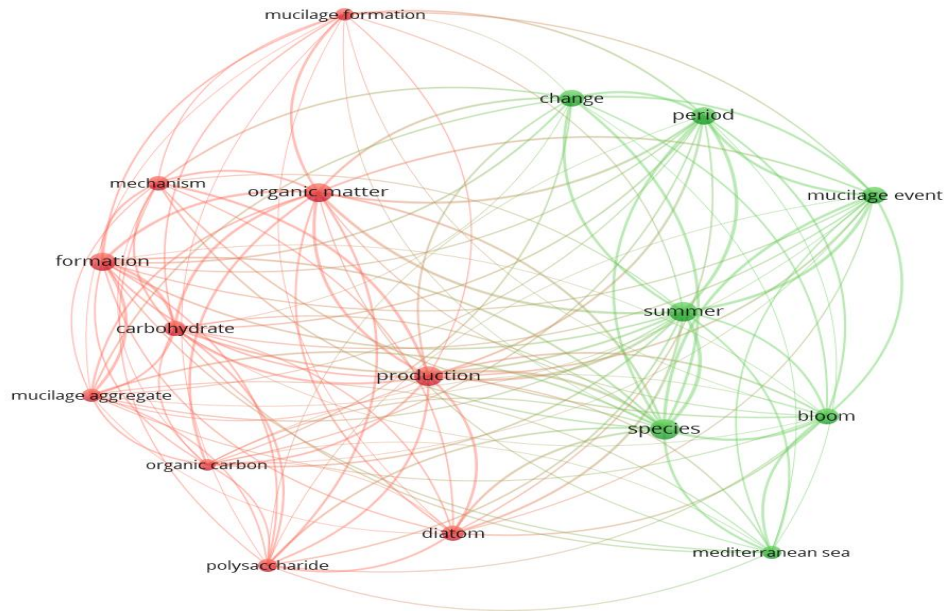 mucilage formation
change
period
mechanism
organic matter
mucilage event
formation
summer
carbohydrate
production
mucilage aggregate
bloom
species
organic carbon
diatom
mediterranean sea
polysaccharide